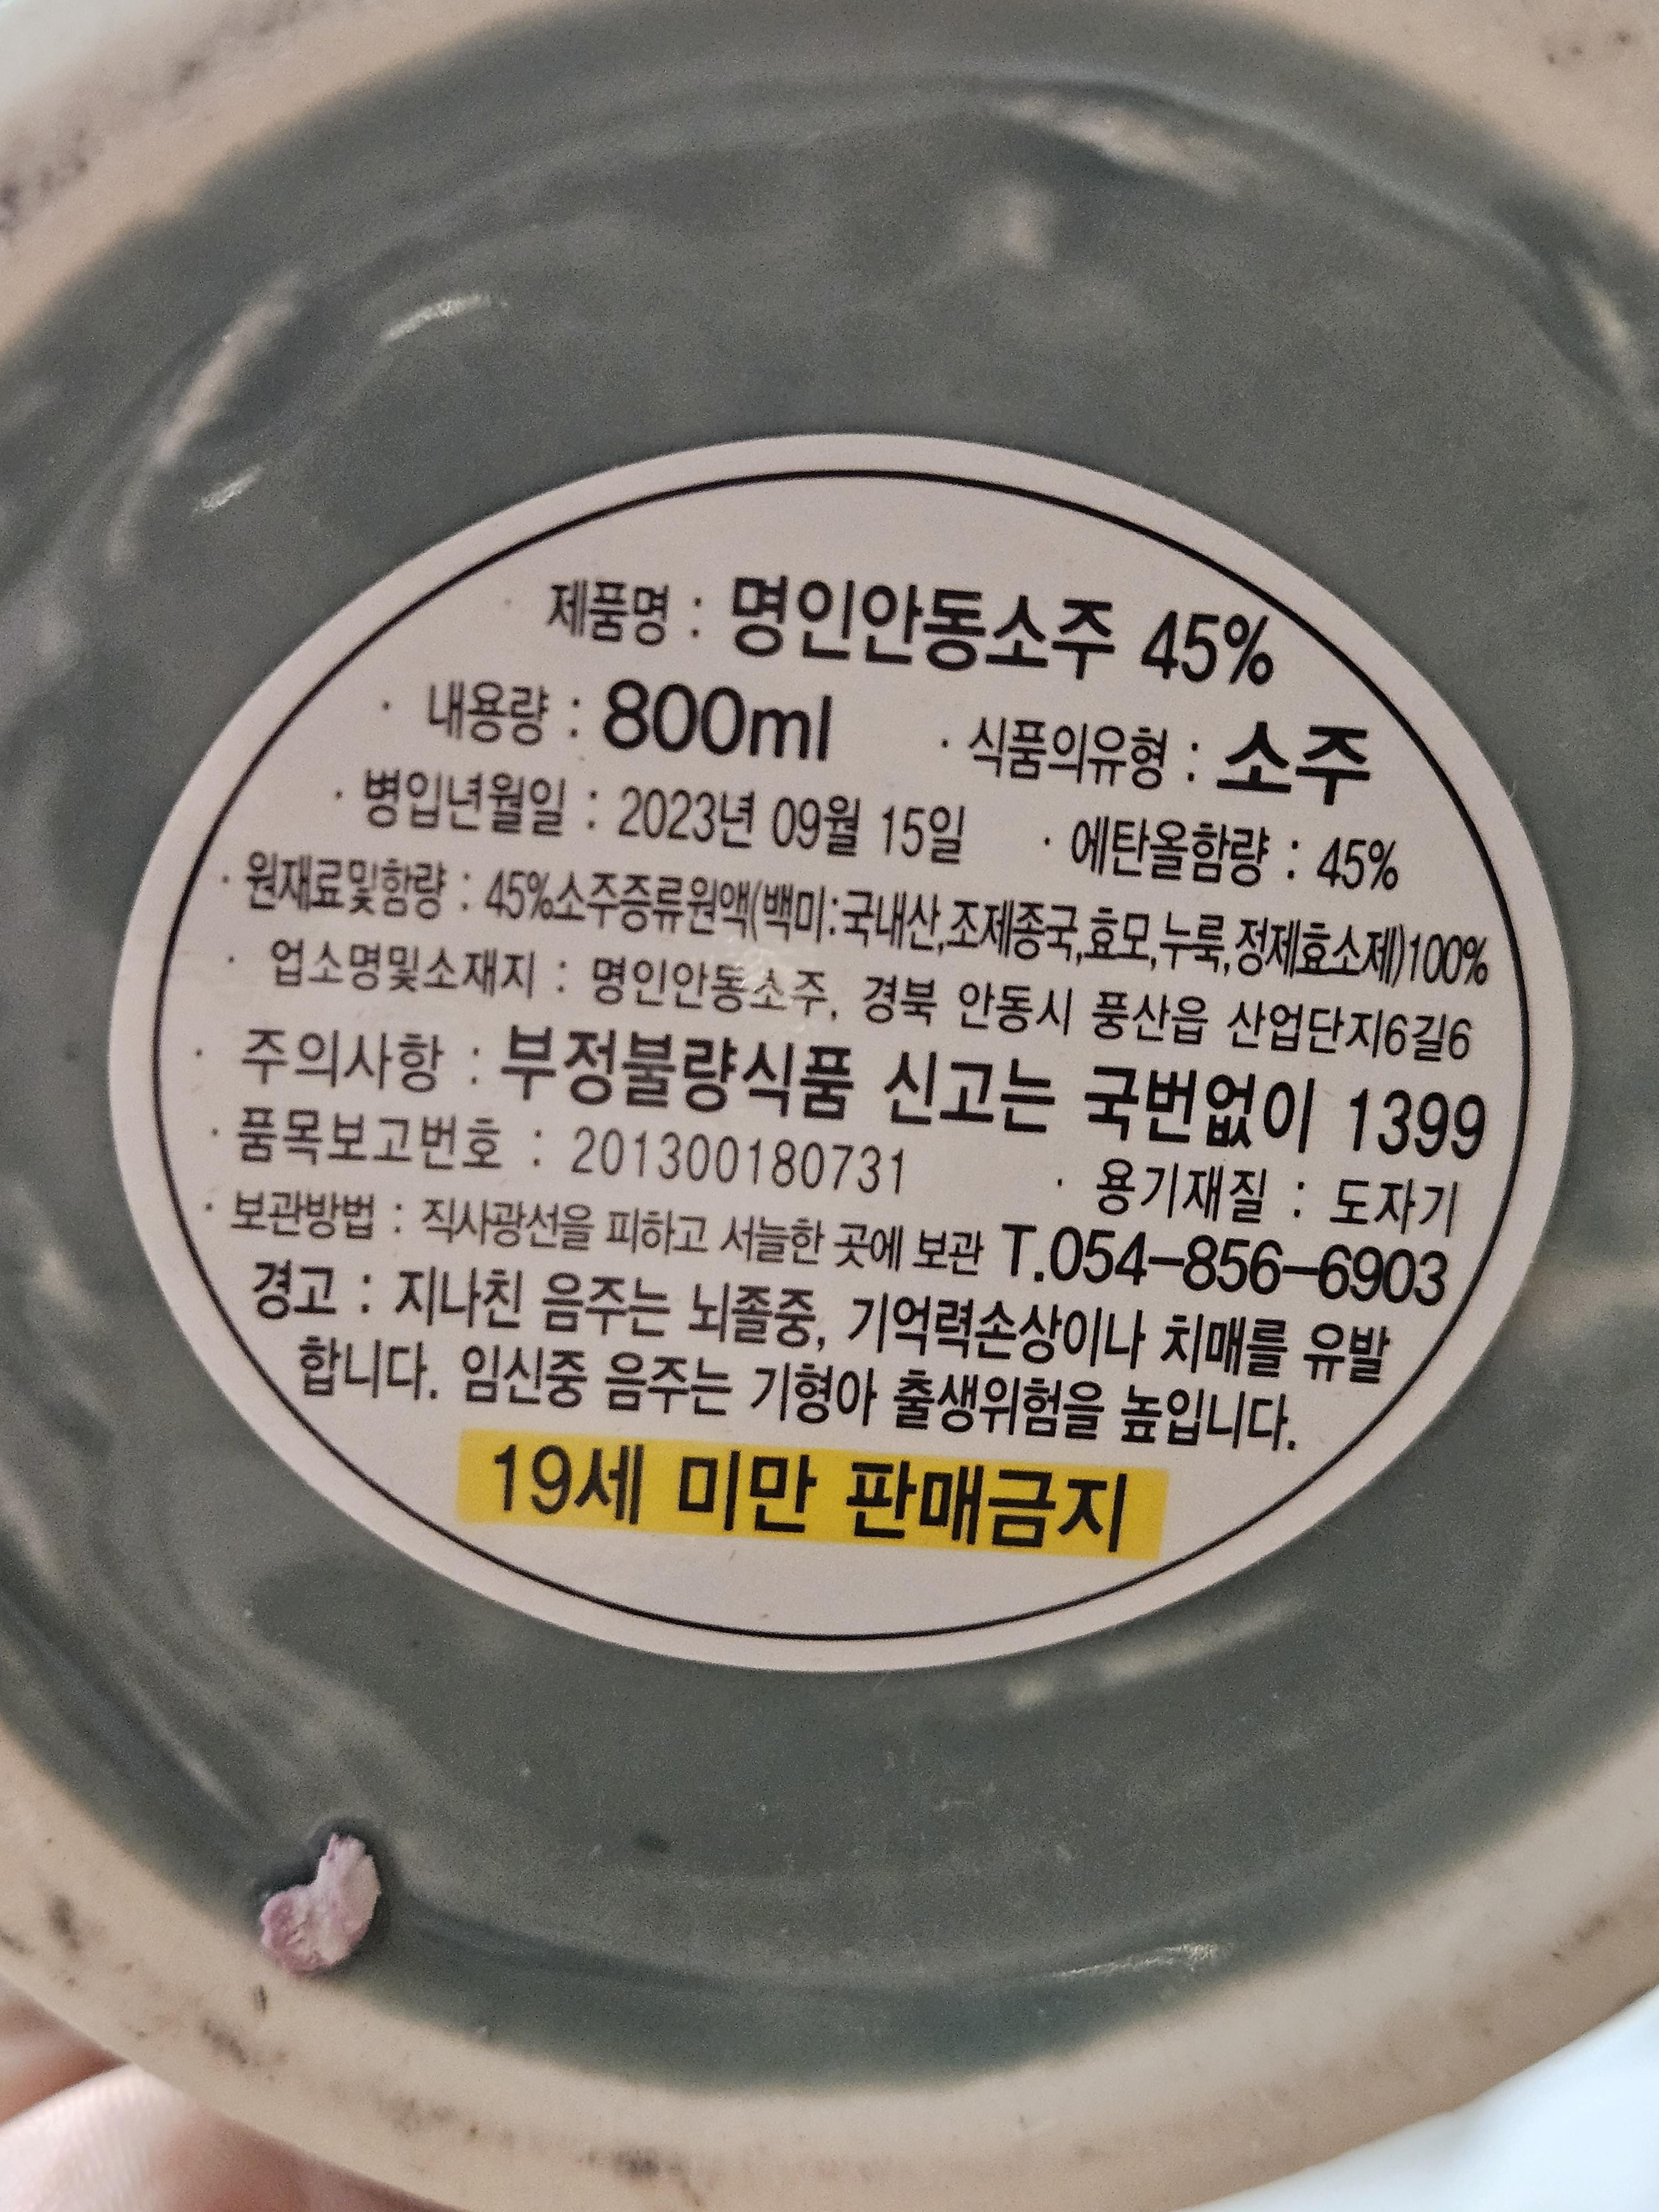 제품명 : 명인안동소주 45%
· 내용량 : 800ml · 식품의유형 : 소주
· 병입년월일 : 2023년 09월 15일 · 에탄올함량 : 45%
· 원재료및함량 : 45%소주증류원액(백미:국내산,조제종국,효모,누룩,정제효소제)100%
· 업소명및소재지 : 명인안동소주, 경북 안동시 풍산읍 산업단지6길6
· 주의사항 : 부정불량식품 신고는 국번없이 1399
· 품목보고번호 : 201300180731 · 용기재질 : 도자기
· 보관방법 : 직사광선을 피하고 서늘한 곳에 보관 T.054-856-6903
경고 : 지나친 음주는 뇌졸중, 기억력손상이나 치매를 유발
합니다. 임신중 음주는 기형아 출생위험을 높입니다.
19세 미만 판매금지